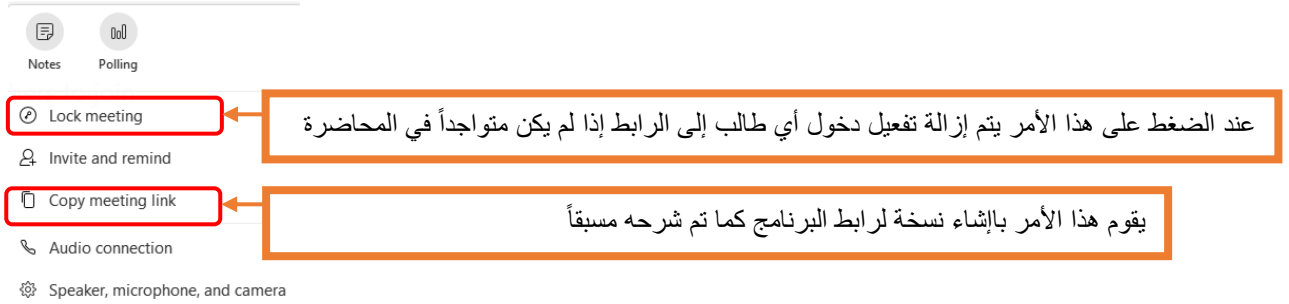 Notes
Polling
Lock meeting
عند الضغط على هذا الأمر يتم إزالة تفعيل دخول أي طالب إلى الرابط إذا لم يكن متواجداً في المحاضرة
Invite and remind
Copy meeting link
يقوم هذا الأمر باإشاء نسخة لرابط البرنامج كما تم شرحه مسبقاً
Audio connection
Speaker, microphone, and camera